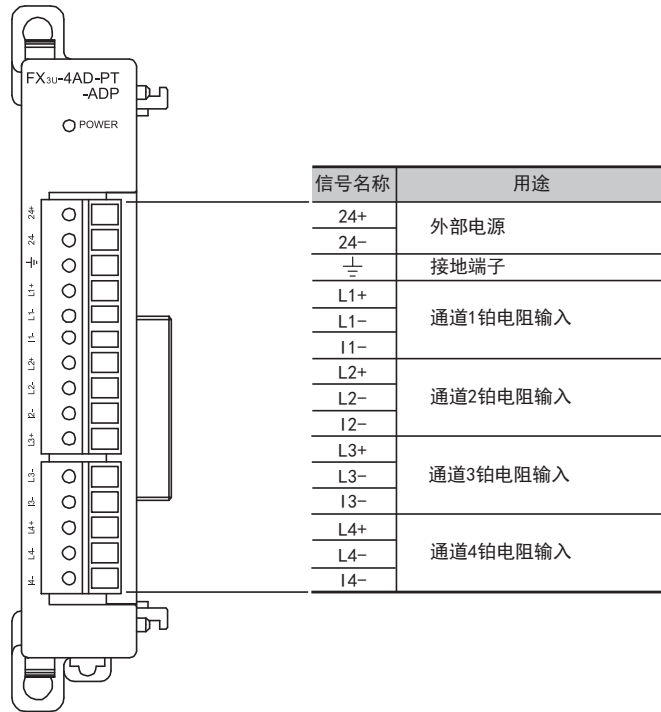 FX3U-4AD-PT
-ADP
POWER
24+
24-
L1+
L1-
I1-
L2+
L2-
I2-
L3+
L3-
I3-
L4+
L4-
I4-
信号名称 用途
24+ 外部电源
24-
接地端子
L1+
L1- 通道1铂电阻输入
I1-
L2+
L2- 通道2铂电阻输入
I2-
L3+
L3- 通道3铂电阻输入
I3-
L4+
L4- 通道4铂电阻输入
I4-